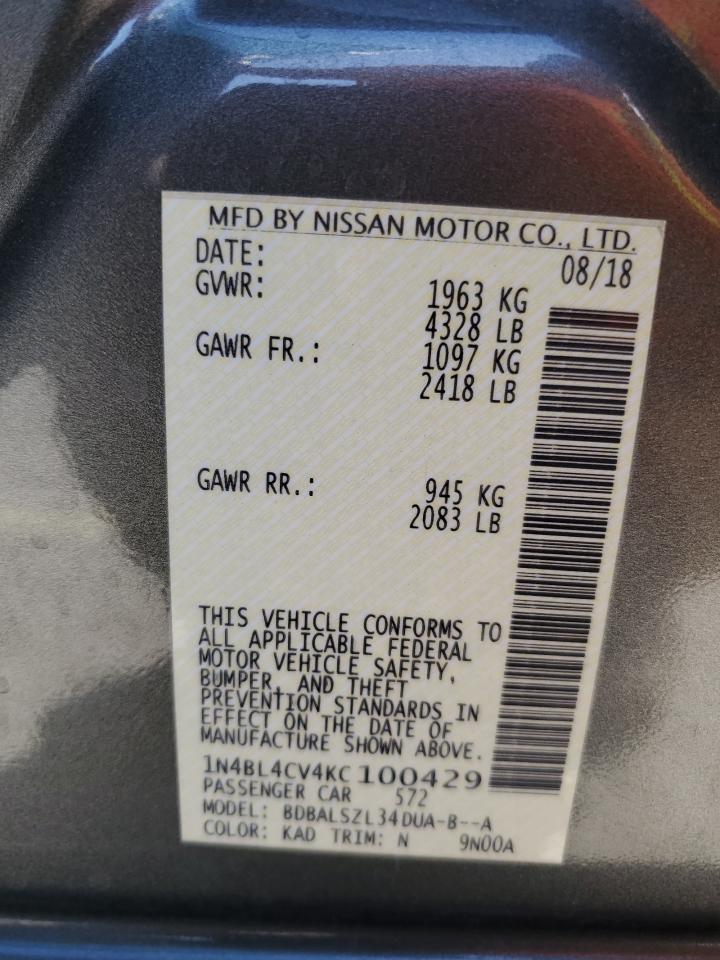 MFD BY NISSAN MOTOR CO., LTD.
DATE: 08/18
GVWR: 1963 KG
4328 LB
GAWR FR.: 1097 KG
2418 LB
GAWR RR.: 945 KG
2083 LB
THIS VEHICLE CONFORMS TO
ALL APPLICABLE FEDERAL
MOTOR VEHICLE SAFETY,
BUMPER, AND THEFT
PREVENTION STANDARDS IN
EFFECT ON THE DATE OF
MANUFACTURE SHOWN ABOVE.
1N4BL4CV4KC100429
PASSENGER CAR 572
MODEL: BDBALSZL34DUA-B--A
COLOR: KAD TRIM: N 9N00A